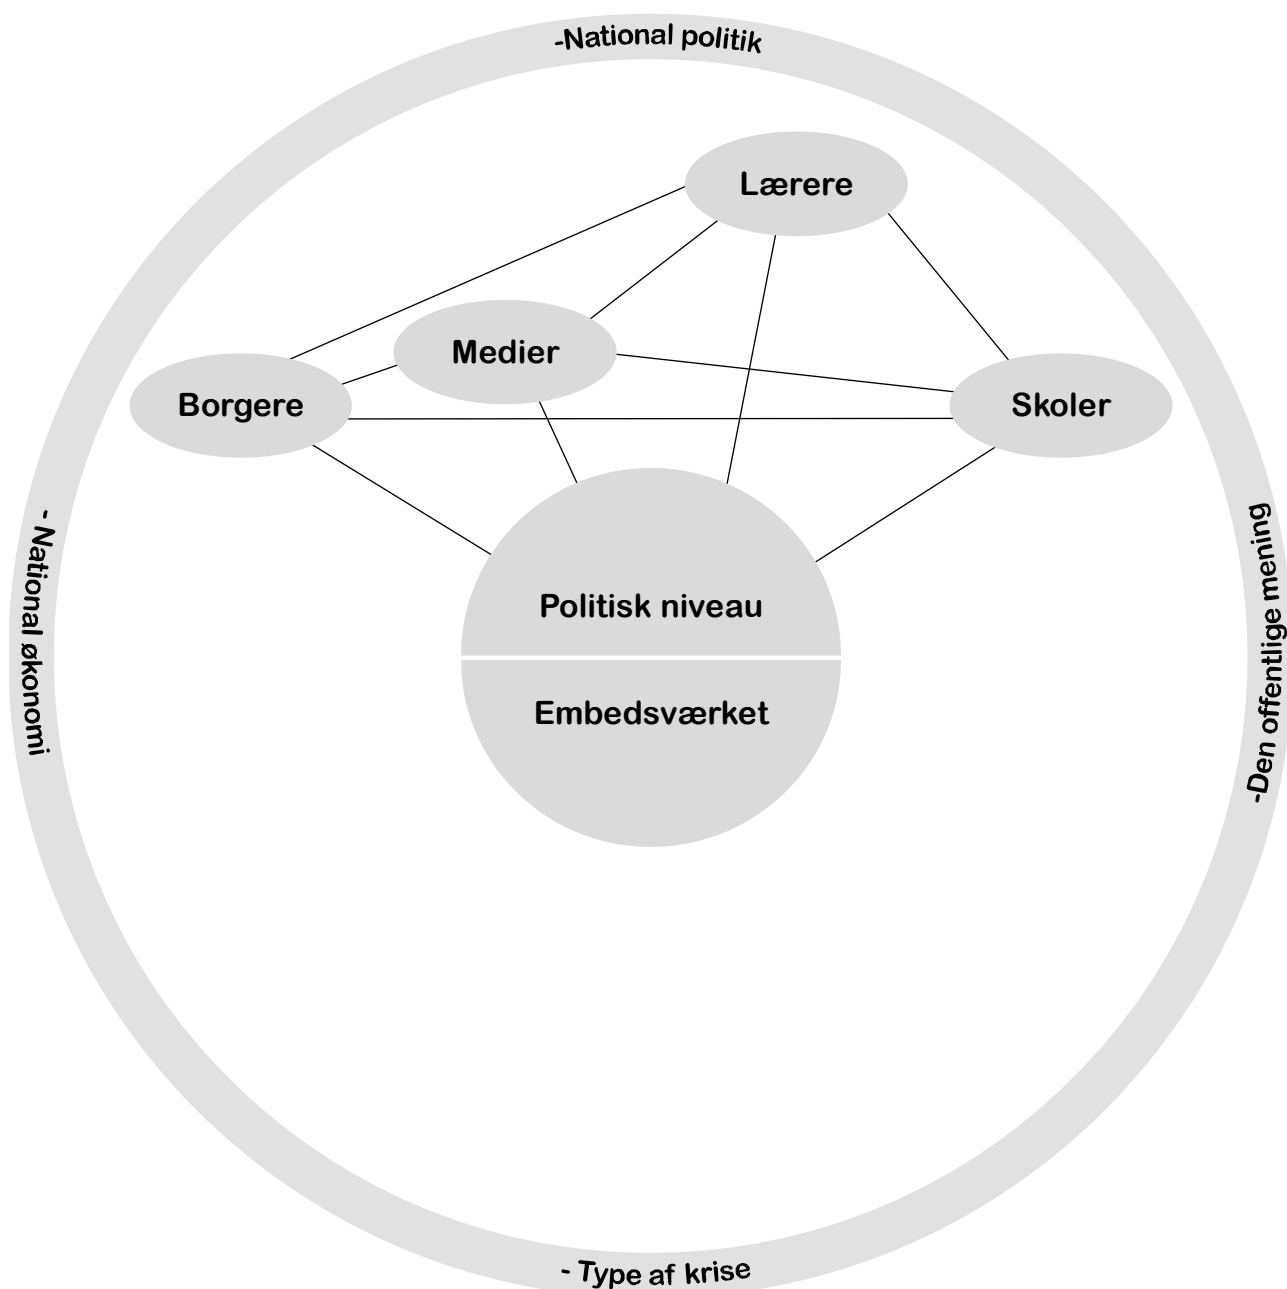 -National politik
Lærere
Medier
Borgere
Skoler
- National økonomi
-Den offentlige mening
Politisk niveau
Embedsværket
- Type af krise